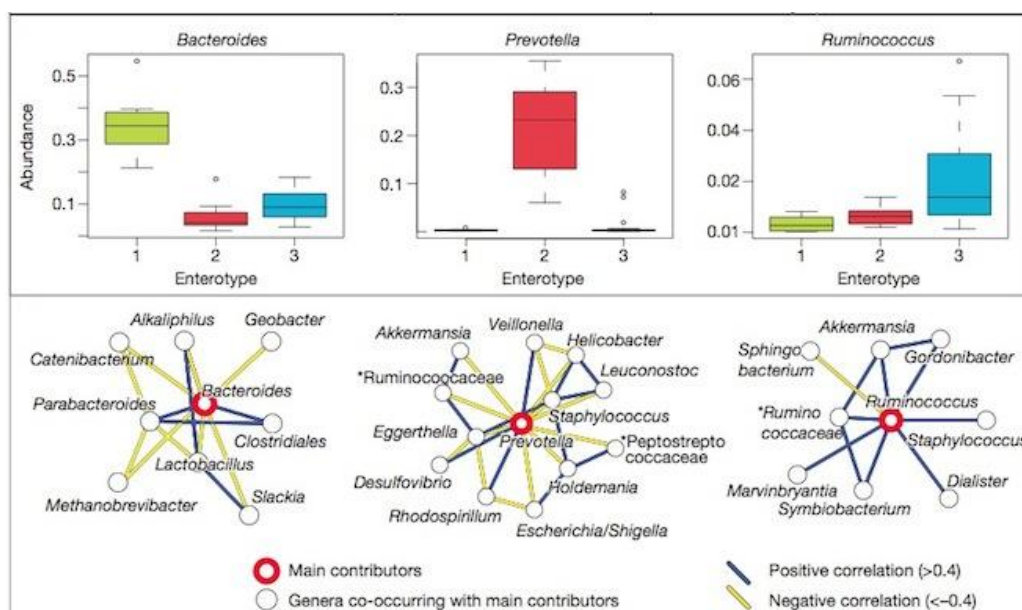 Bacteroides
Prevotella
Ruminococcus
Abundance
0.5
0.3
0.1
0.3
0.2
0.1
0.06
0.04
0.02
0.01
1 2 3
1 2 3
1 2 3
Enterotype
Enterotype
Enterotype
Alkaliphilus
Geobacter
Catenibacterium
Bacteroides
Parabacteroides
Clostridiales
Lactobacillus
Methanobrevibacter
Slackia
Veillonella
Akkermansia
Helicobacter
*Ruminoocaceae
Leuconostoc
Staphylococcus
Eggerthella
Prevotella
*Peptostrepto
coccaceae
Desulfovibrio
Holdemania
Rhodospirillum
Escherichia/Shigella
Akkermansia
Sphingo
bacterium
Gordonibacter
Ruminococcus
*Rumino
coccaceae
Staphylococcus
Marvinbryantia
Dialister
Symbiobacterium
Main contributors
Genera co-occurring with main contributors
Positive correlation (>0.4)
Negative correlation (<–0.4)